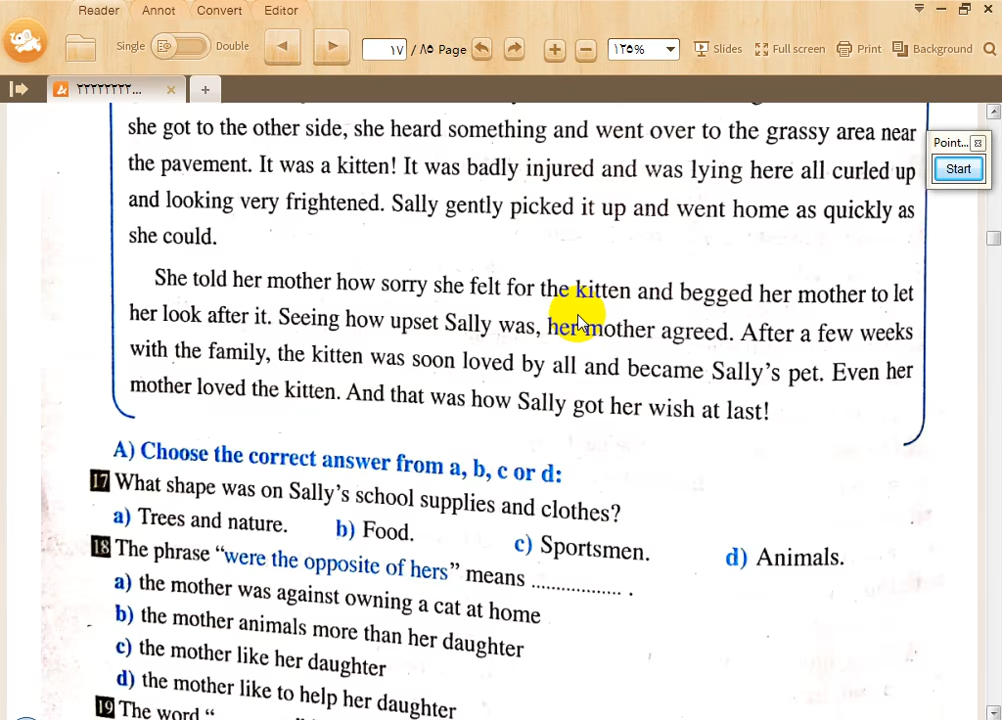 Reader Annot Convert Editor
Single Double ١٧ / ٨٥ Page ١٢٥% Slides Full screen Print Background
٢٢٢٢٢٢٢٢... × +
she got to the other side, she heard something and went over to the grassy area near
the pavement. It was a kitten! It was badly injured and was lying here all curled up
and looking very frightened. Sally gently picked it up and went home as quickly as
she could.
Point...
Start
She told her mother how sorry she felt for the kitten and begged her mother to let
her look after it. Seeing how upset Sally was, her mother agreed. After a few weeks
with the family, the kitten was soon loved by all and became Sally's pet. Even her
mother loved the kitten. And that was how Sally got her wish at last!
A) Choose the correct answer from a, b, c or d:
17 What shape was on Sally's school supplies and clothes?
a) Trees and nature. b) Food. c) Sportsmen. d) Animals.
18 The phrase “were the opposite of hers” means .................. .
a) the mother was against owning a cat at home
b) the mother animals more than her daughter
c) the mother like her daughter
d) the mother like to help her daughter
19 The word “